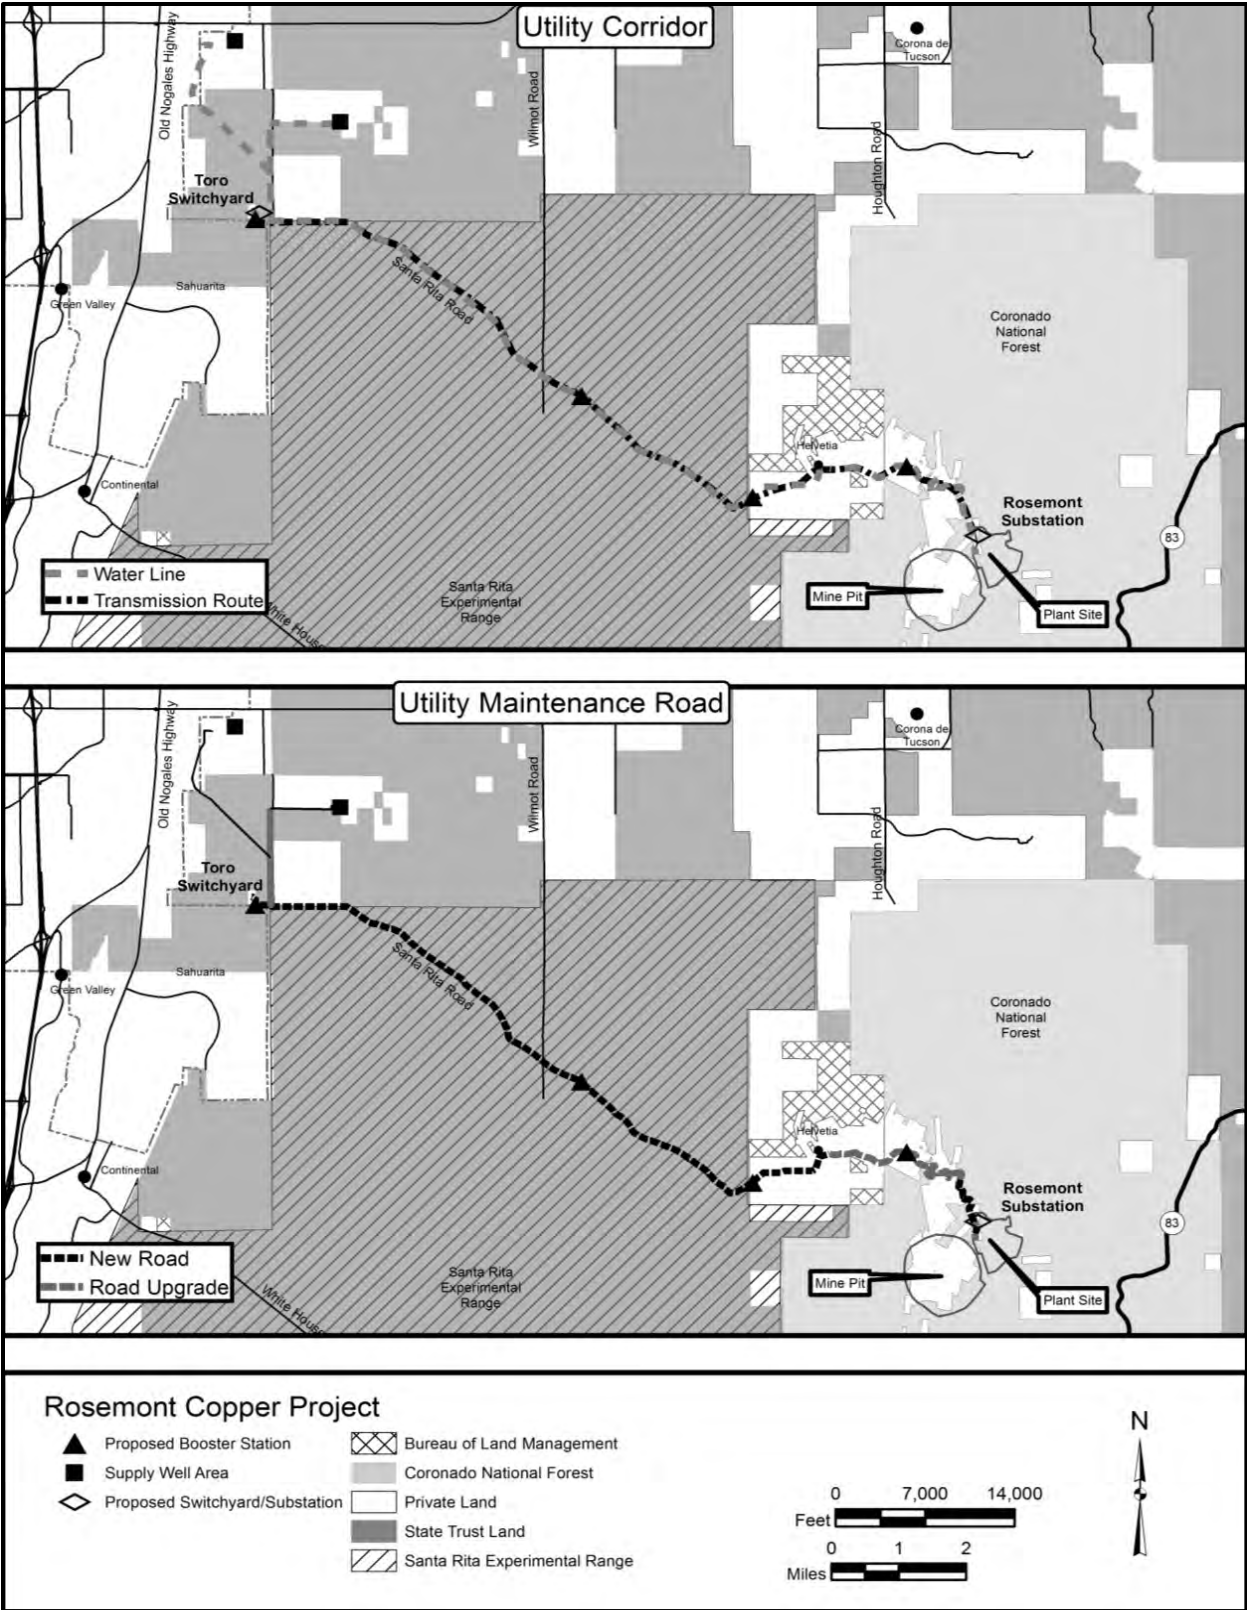 Utility Corridor
Corona de
Tucson
Old Nogales Highway
Wilmot Road
Houghton Road
Toro
Switchyard
Santa Rita Road
Sahuarita
Green Valley
Coronado
National
Forest
Helvetia
Continental
Rosemont
Substation
83
Water Line
Transmission Route
White House
Santa Rita
Experimental
Range
Mine Pit
Plant Site
Utility Maintenance Road
Corona de
Tucson
Old Nogales Highway
Wilmot Road
Houghton Road
Toro
Switchyard
Santa Rita Road
Sahuarita
Green Valley
Coronado
National
Forest
Helvetia
Continental
Rosemont
Substation
83
New Road
Road Upgrade
White House
Santa Rita
Experimental
Range
Mine Pit
Plant Site
Rosemont Copper Project
Proposed Booster Station
Supply Well Area
Proposed Switchyard/Substation
Bureau of Land Management
Coronado National Forest
Private Land
State Trust Land
Santa Rita Experimental Range
0 7,000 14,000
Feet
0 1 2
Miles
N